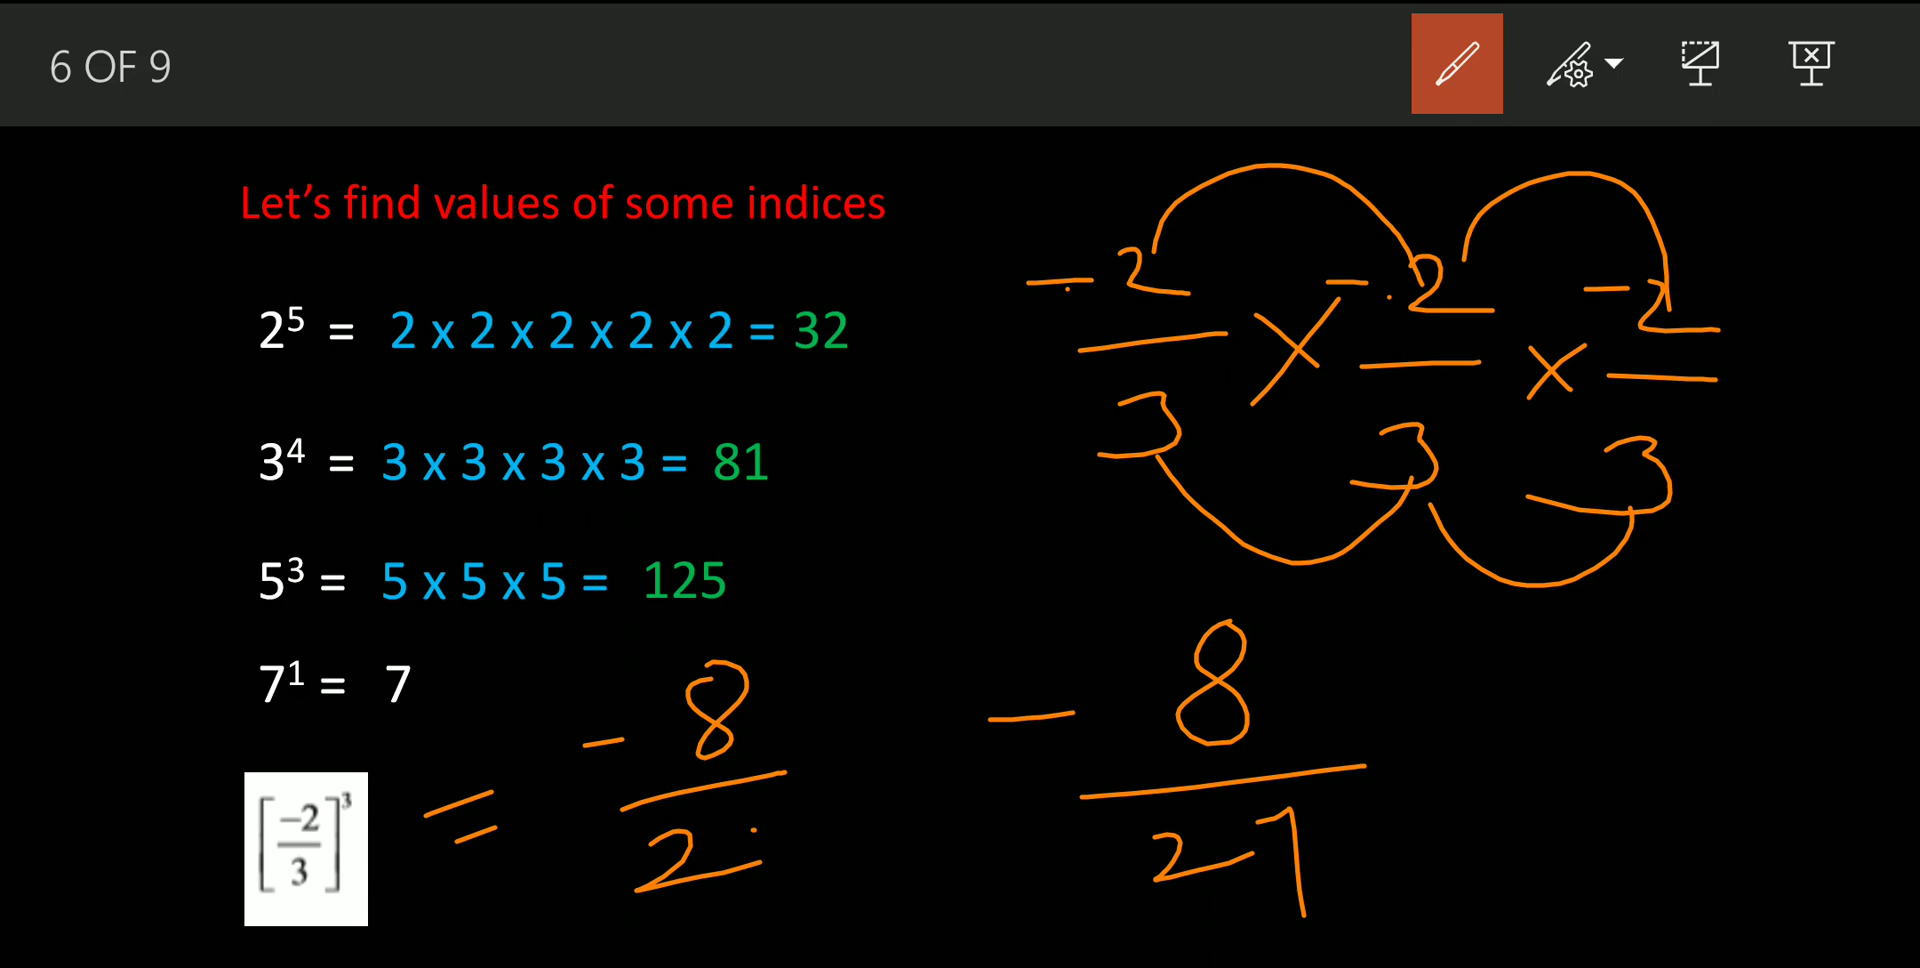 6 OF 9
Let's find values of some indices
2⁵ = 2 x 2 x 2 x 2 x 2 = 32
3⁴ = 3 x 3 x 3 x 3 = 81
5³ = 5 x 5 x 5 = 125
7¹ = 7
[-2/3]³ = -8/2
-2/3 × -2/3 × -2/3
-8/27